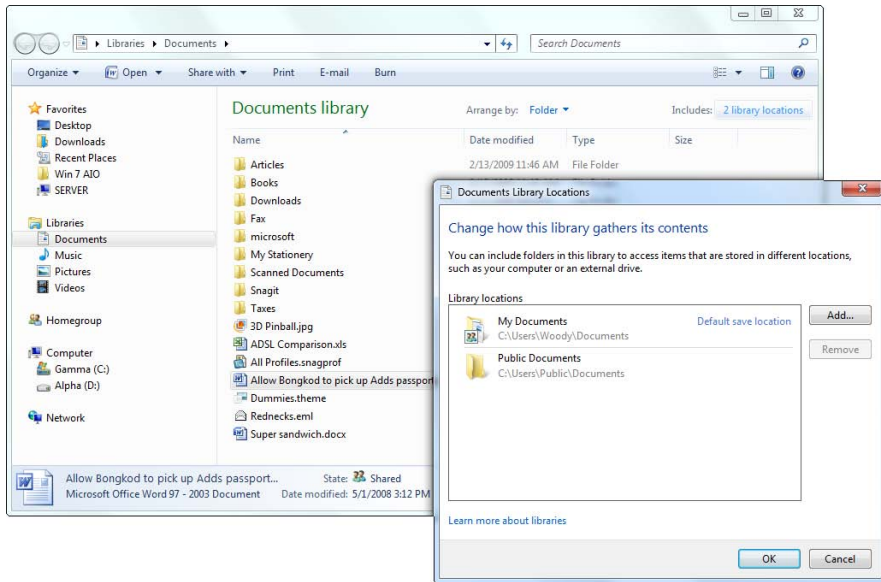 Libraries ▸ Documents ▸
Search Documents
Organize ▾ Open ▾ Share with ▾ Print E-mail Burn
Favorites
Desktop
Downloads
Recent Places
Win 7 AIO
SERVER
Libraries
Documents
Music
Pictures
Videos
Homegroup
Computer
Gamma (C:)
Alpha (D:)
Network
Documents library
Arrange by: Folder ▾
Includes: 2 library locations
Name Date modified Type Size
Articles 2/13/2009 11:46 AM File Folder
Books
Downloads
Fax
microsoft
My Stationery
Scanned Documents
Snagit
Taxes
3D Pinball.jpg
ADSL Comparison.xls
All Profiles.snagprof
Allow Bongkod to pick up Adds passport
Dummies.theme
Rednecks.eml
Super sandwich.docx
Allow Bongkod to pick up Adds passport... State: Shared
Microsoft Office Word 97 - 2003 Document Date modified: 5/1/2008 3:12 PM
Documents Library Locations
Change how this library gathers its contents
You can include folders in this library to access items that are stored in different locations,
such as your computer or an external drive.
Library locations
My Documents Default save location
C:\Users\Woody\Documents
Public Documents
C:\Users\Public\Documents
Add...
Remove
Learn more about libraries
OK Cancel